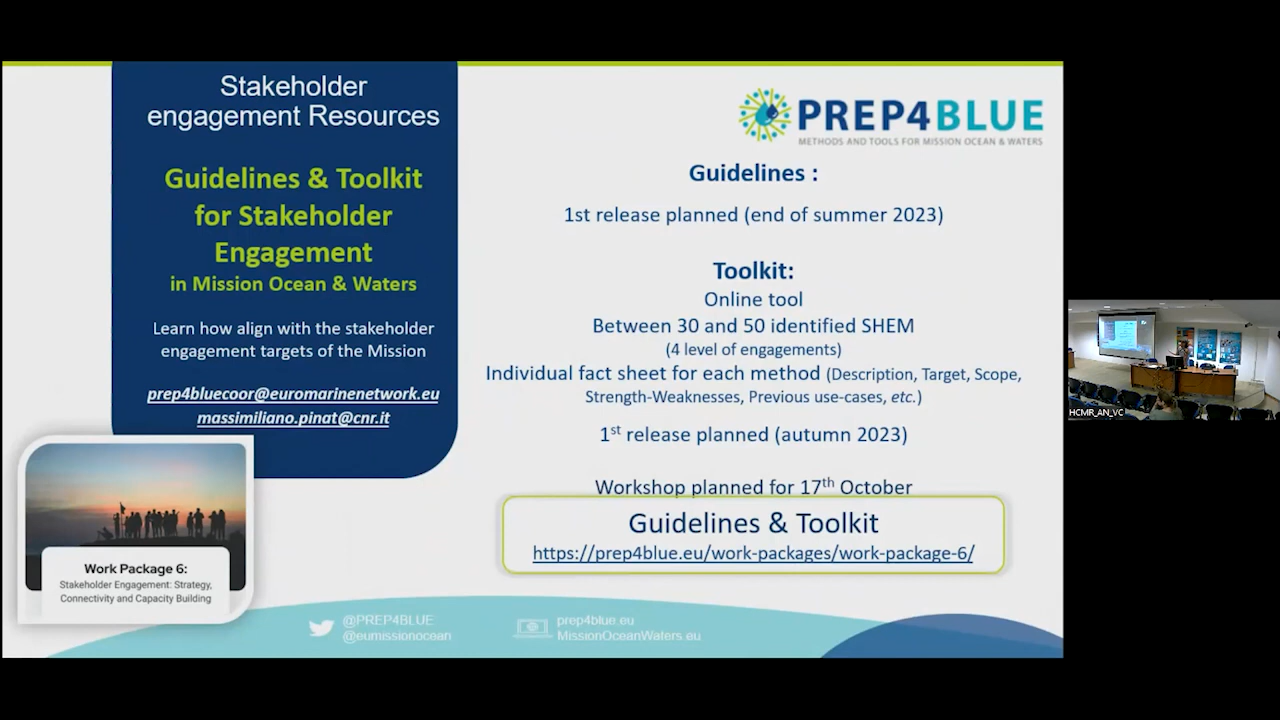 Stakeholder
engagement Resources
Guidelines & Toolkit
for Stakeholder
Engagement
in Mission Ocean & Waters
Learn how align with the stakeholder
engagement targets of the Mission
prep4bluecoor@euromarinenetwork.eu
massimiliano.pinat@cnr.it
Work Package 6:
Stakeholder Engagement: Strategy,
Connectivity and Capacity Building
PREP4BLUE
METHODS AND TOOLS FOR MISSION OCEAN & WATERS
Guidelines :
1st release planned (end of summer 2023)
Toolkit:
Online tool
Between 30 and 50 identified SHEM
(4 level of engagements)
Individual fact sheet for each method (Description, Target, Scope,
Strength-Weaknesses, Previous use-cases, etc.)
1st release planned (autumn 2023)
Workshop planned for 17th October
Guidelines & Toolkit
https://prep4blue.eu/work-packages/work-package-6/
@PREP4BLUE
@eumissionocean
prep4blue.eu
MissionOceanWaters.eu
HCMR_AN_VC